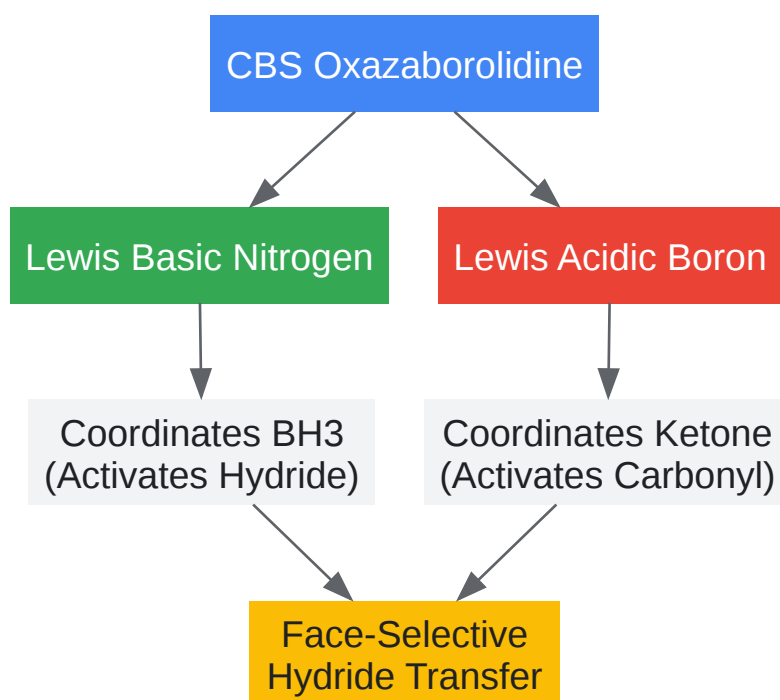 CBS Oxazaborolidine
Lewis Basic Nitrogen
Lewis Acidic Boron
Coordinates BH3
(Activates Hydride)
Coordinates Ketone
(Activates Carbonyl)
Face-Selective
Hydride Transfer